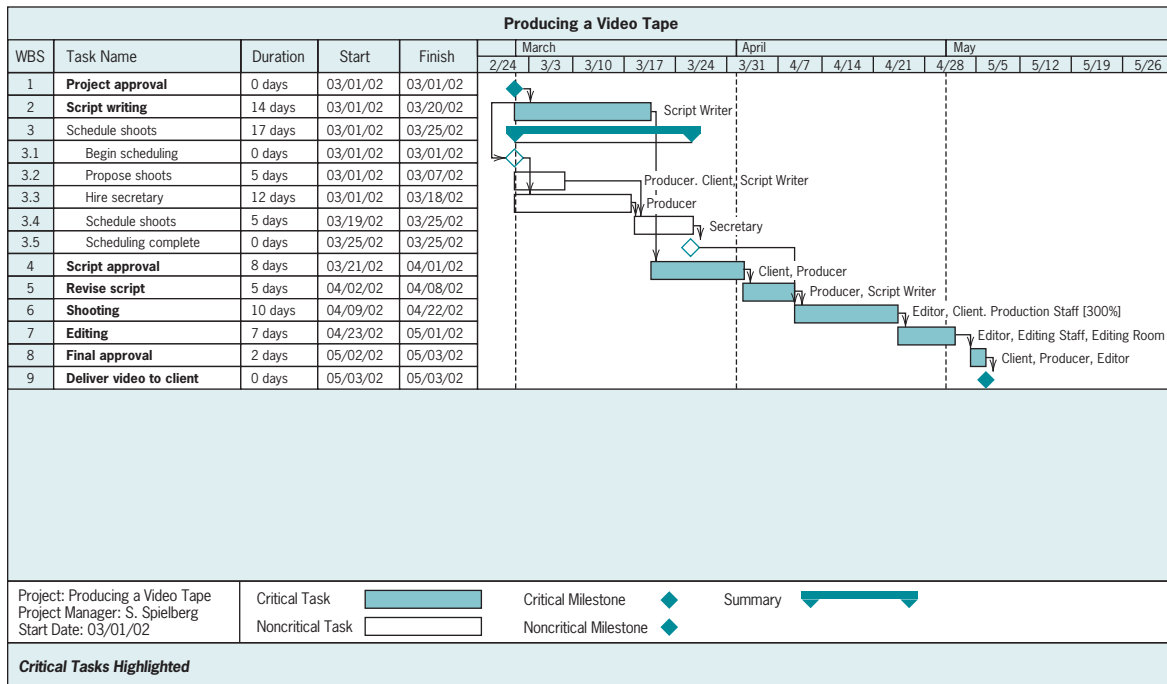 Producing a Video Tape
WBS Task Name Duration Start Finish March April May
2/24 3/3 3/10 3/17 3/24 3/31 4/7 4/14 4/21 4/28 5/5 5/12 5/19 5/26
1 Project approval 0 days 03/01/02 03/01/02
2 Script writing 14 days 03/01/02 03/20/02 Script Writer
3 Schedule shoots 17 days 03/01/02 03/25/02
3.1 Begin scheduling 0 days 03/01/02 03/01/02
3.2 Propose shoots 5 days 03/01/02 03/07/02 Producer. Client, Script Writer
3.3 Hire secretary 12 days 03/01/02 03/18/02 Producer
3.4 Schedule shoots 5 days 03/19/02 03/25/02 Secretary
3.5 Scheduling complete 0 days 03/25/02 03/25/02
4 Script approval 8 days 03/21/02 04/01/02 Client, Producer
5 Revise script 5 days 04/02/02 04/08/02 Producer, Script Writer
6 Shooting 10 days 04/09/02 04/22/02 Editor, Client. Production Staff [300%]
7 Editing 7 days 04/23/02 05/01/02 Editor, Editing Staff, Editing Room
8 Final approval 2 days 05/02/02 05/03/02 Client, Producer, Editor
9 Deliver video to client 0 days 05/03/02 05/03/02
Project: Producing a Video Tape
Project Manager: S. Spielberg
Start Date: 03/01/02
Critical Task Critical Milestone Summary
Noncritical Task Noncritical Milestone
Critical Tasks Highlighted